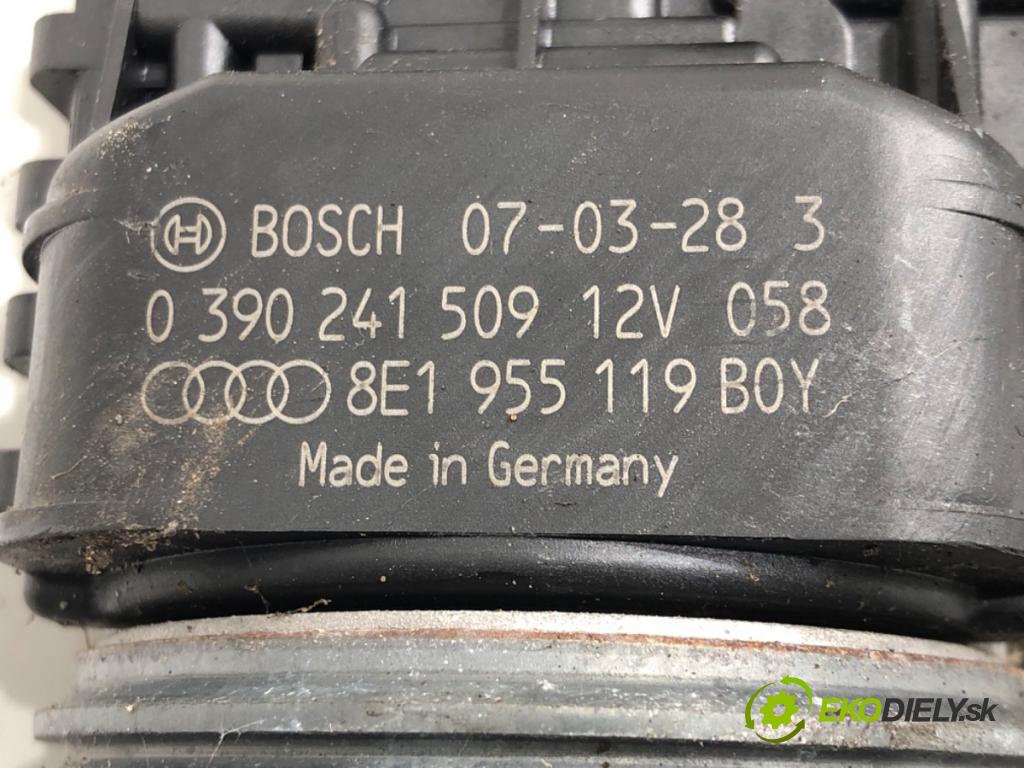 BOSCH 07-03-28 3
0 390 241 509 12V 058
8E1 955 119 B0Y
Made in Germany
EKODIELY.sk